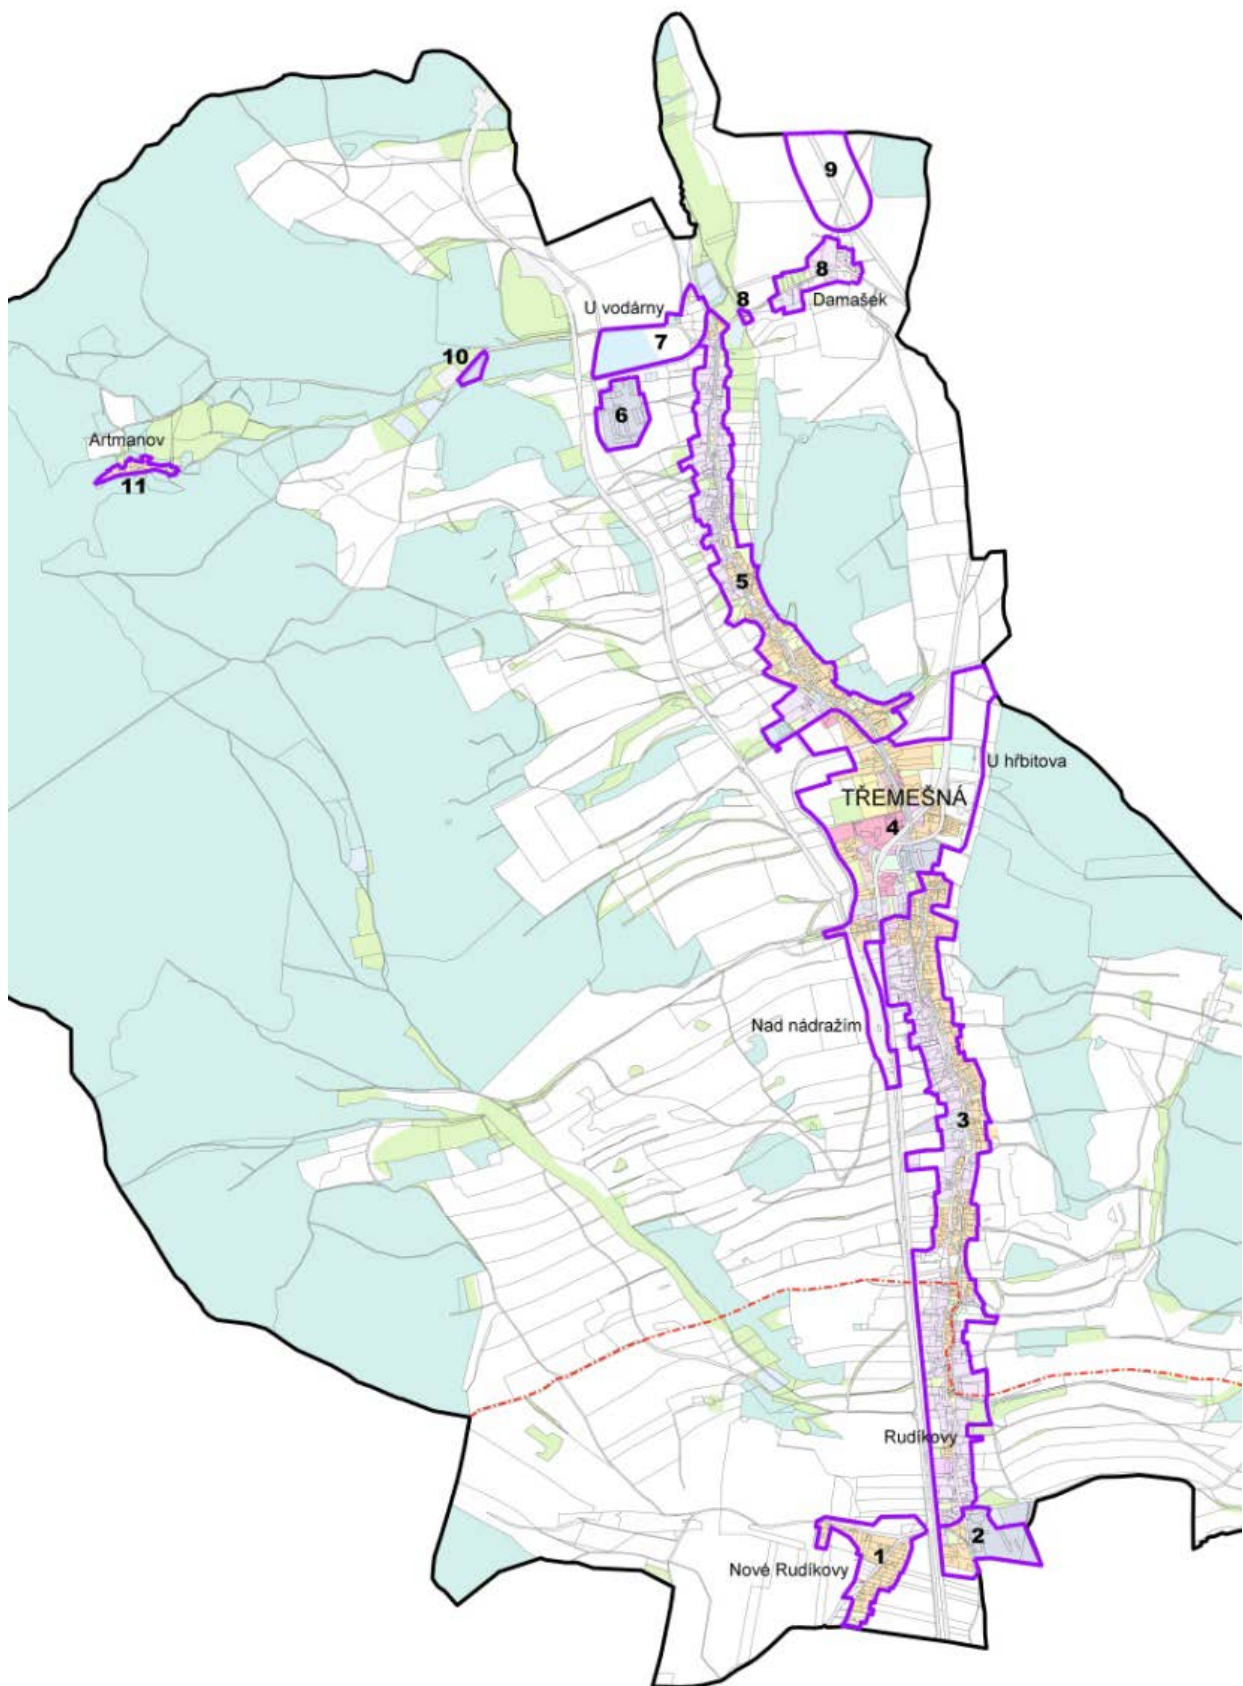 9
8
Damašek
8
U vodárny
7
10
6
Artmanov
11
5
U hřbitova
TŘEMEŠNÁ
4
Nad nádražím
3
Rudíkovy
2
1
Nové Rudíkovy